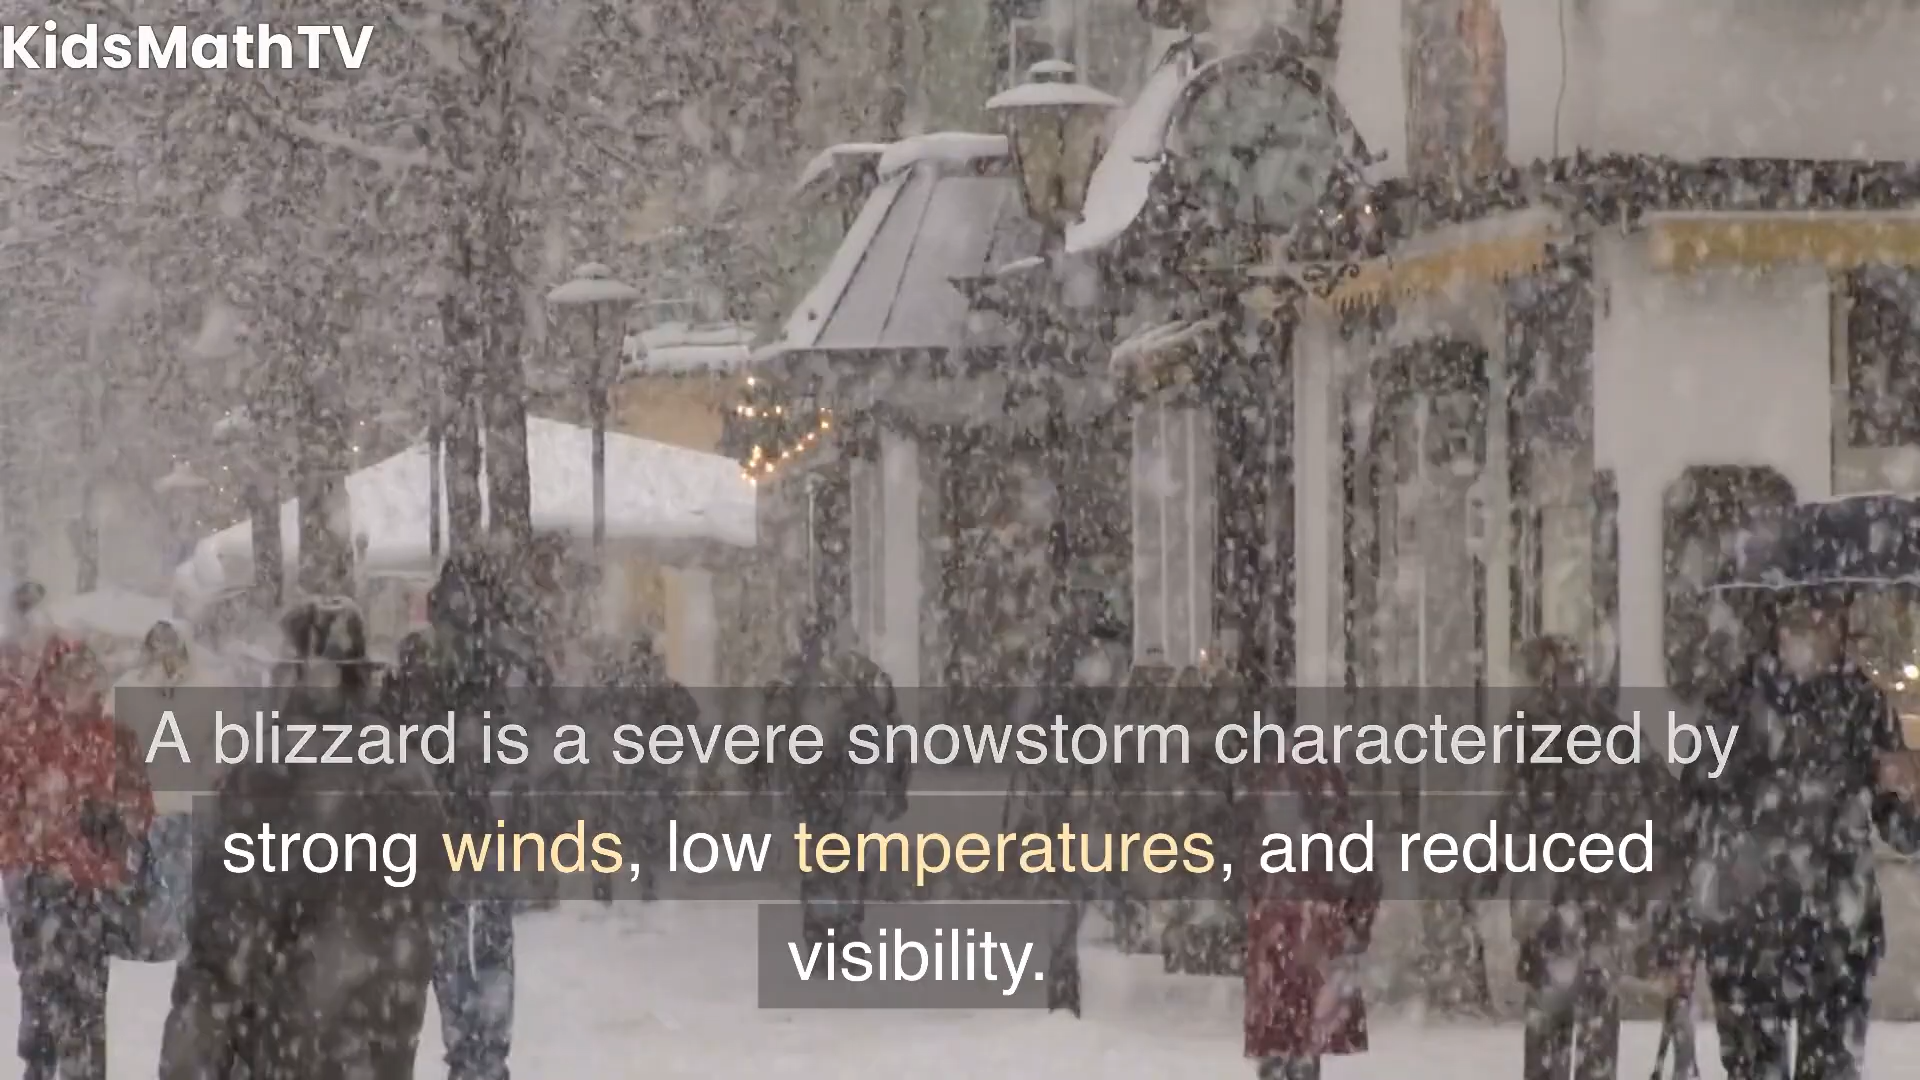 KidsMathTV
A blizzard is a severe snowstorm characterized by
strong winds, low temperatures, and reduced
visibility.